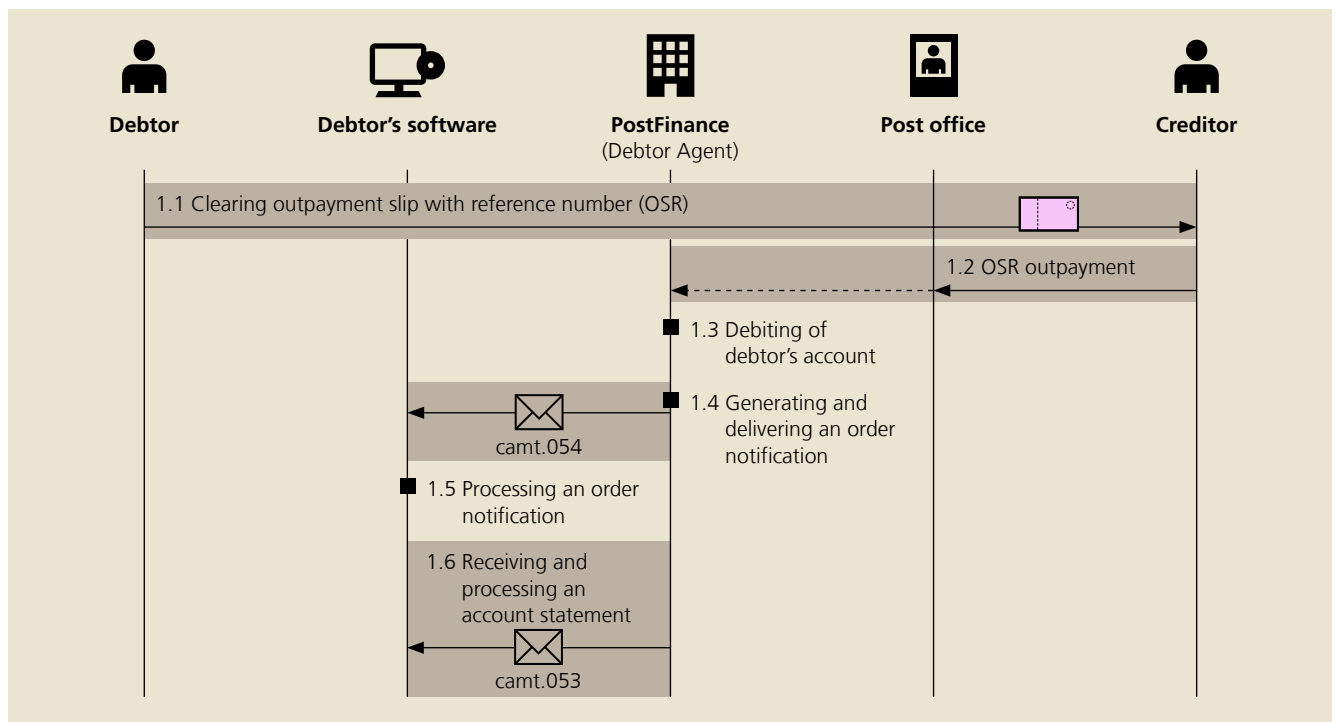 Debtor
Debtor's software
PostFinance
(Debtor Agent)
Post office
Creditor
1.1 Clearing outpayment slip with reference number (OSR)
1.2 OSR outpayment
1.3 Debiting of
debtor's account
1.4 Generating and
delivering an order
notification
camt.054
1.5 Processing an order
notification
1.6 Receiving and
processing an
account statement
camt.053